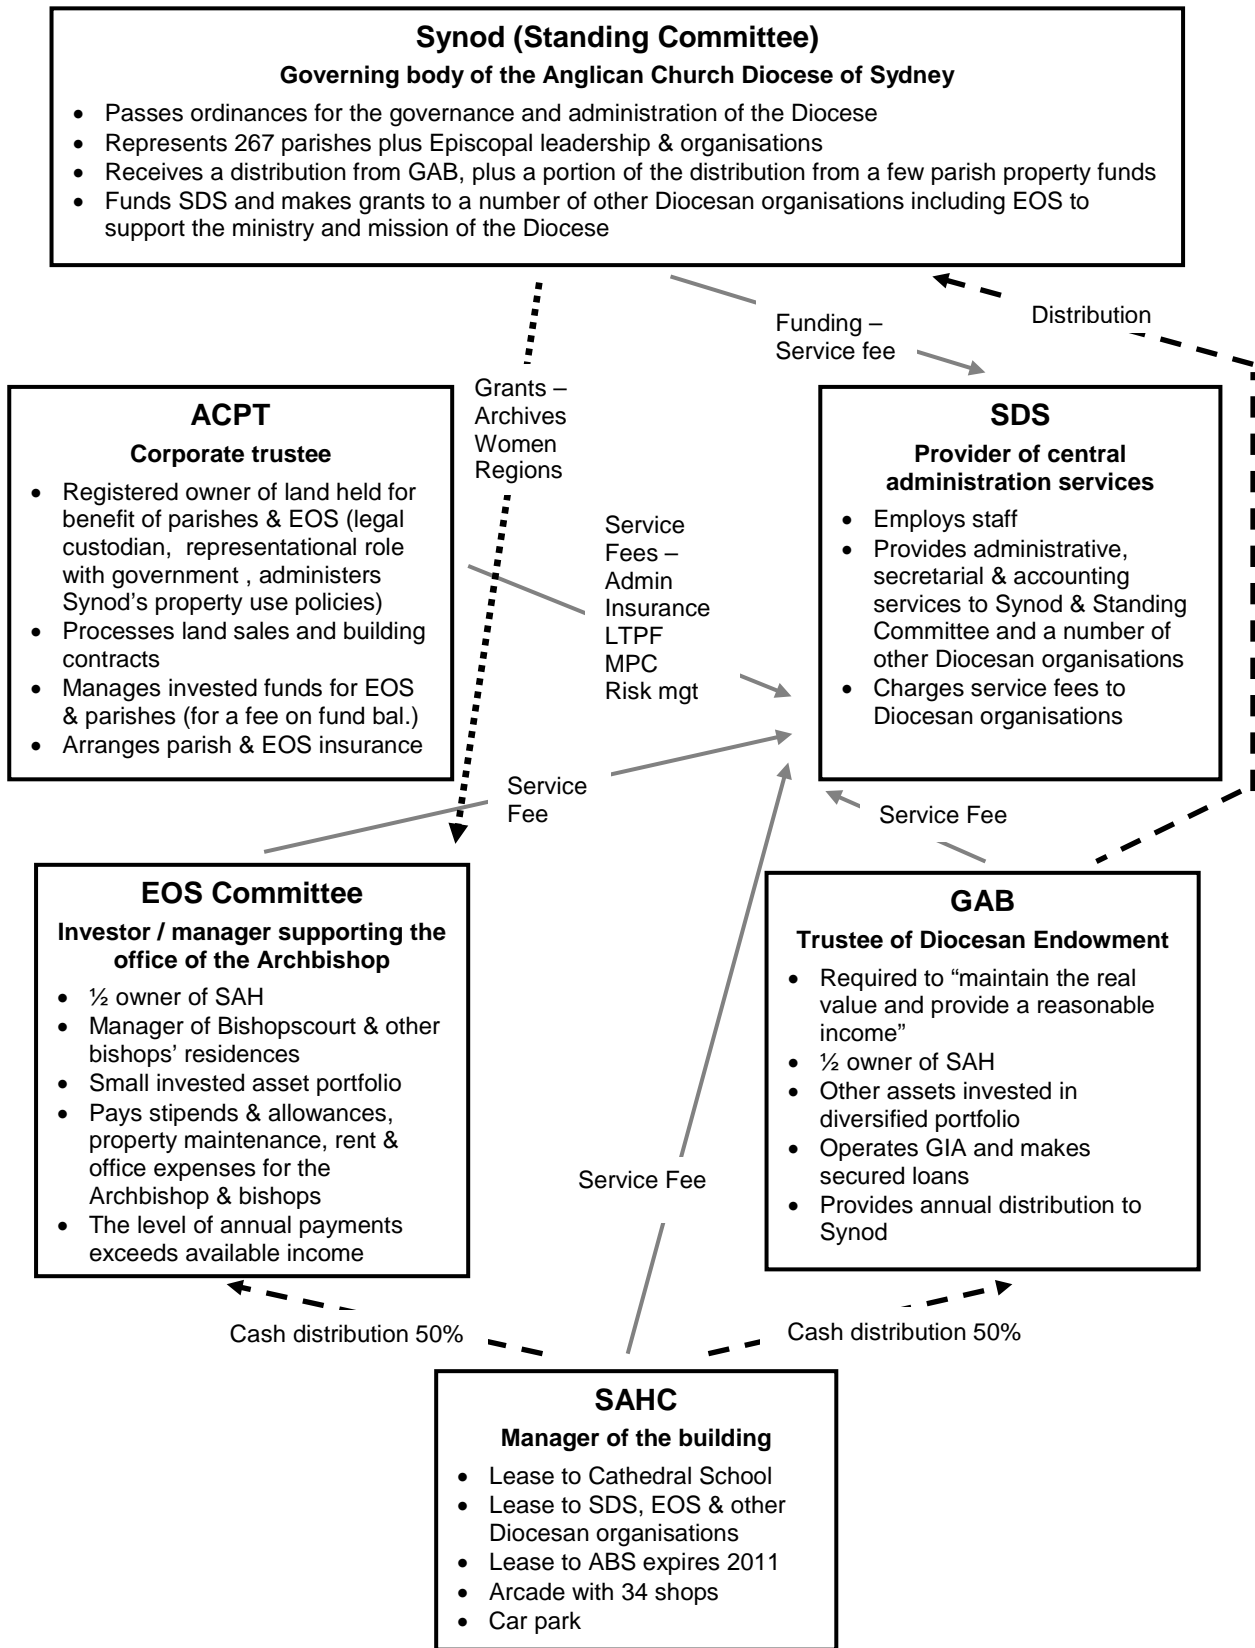 Synod (Standing Committee)
Governing body of the Anglican Church Diocese of Sydney
• Passes ordinances for the governance and administration of the Diocese
• Represents 267 parishes plus Episcopal leadership & organisations
• Receives a distribution from GAB, plus a portion of the distribution from a few parish property funds
• Funds SDS and makes grants to a number of other Diocesan organisations including EOS to
support the ministry and mission of the Diocese
Distribution
Funding –
Service fee
Grants –
Archives
Women
Regions
ACPT
Corporate trustee
• Registered owner of land held for
benefit of parishes & EOS (legal
custodian, representational role
with government , administers
Synod's property use policies)
• Processes land sales and building
contracts
• Manages invested funds for EOS
& parishes (for a fee on fund bal.)
• Arranges parish & EOS insurance
Service
Fees –
Admin
Insurance
LTPF
MPC
Risk mgt
SDS
Provider of central
administration services
• Employs staff
• Provides administrative,
secretarial & accounting
services to Synod & Standing
Committee and a number of
other Diocesan organisations
• Charges service fees to
Diocesan organisations
Service
Fee
Service Fee
EOS Committee
Investor / manager supporting the
office of the Archbishop
• ½ owner of SAH
• Manager of Bishopscourt & other
bishops' residences
• Small invested asset portfolio
• Pays stipends & allowances,
property maintenance, rent &
office expenses for the
Archbishop & bishops
• The level of annual payments
exceeds available income
Service Fee
GAB
Trustee of Diocesan Endowment
• Required to “maintain the real
value and provide a reasonable
income”
• ½ owner of SAH
• Other assets invested in
diversified portfolio
• Operates GIA and makes
secured loans
• Provides annual distribution to
Synod
Cash distribution 50%
Cash distribution 50%
SAHC
Manager of the building
• Lease to Cathedral School
• Lease to SDS, EOS & other
Diocesan organisations
• Lease to ABS expires 2011
• Arcade with 34 shops
• Car park